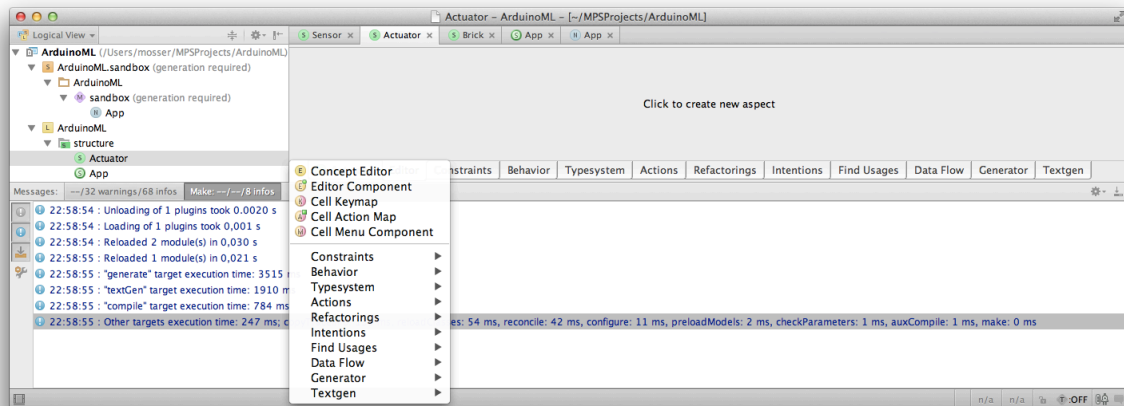 Actuator – ArduinoML – [~/MPSProjects/ArduinoML]
Logical View
Sensor
Actuator
Brick
App
App
ArduinoML (/Users/mosser/MPSProjects/ArduinoML)
ArduinoML.sandbox (generation required)
ArduinoML
sandbox (generation required)
App
ArduinoML
structure
Actuator
App
Click to create new aspect
Constraints
Behavior
Typesystem
Actions
Refactorings
Intentions
Find Usages
Data Flow
Generator
Textgen
Concept Editor
Editor Component
Cell Keymap
Cell Action Map
Cell Menu Component
Constraints
Behavior
Typesystem
Actions
Refactorings
Intentions
Find Usages
Data Flow
Generator
Textgen
Messages: --/32 warnings/68 infos Make: --/--/8 infos
22:58:54 : Unloading of 1 plugins took 0.0020 s
22:58:54 : Loading of 1 plugins took 0,001 s
22:58:54 : Reloaded 2 module(s) in 0,030 s
22:58:55 : Reloaded 1 module(s) in 0,021 s
22:58:55 : "generate" target execution time: 3515 ms
22:58:55 : "textGen" target execution time: 1910 ms
22:58:55 : "compile" target execution time: 784 ms
22:58:55 : Other targets execution time: 247 ms; 54 ms, reconcile: 42 ms, configure: 11 ms, preloadModels: 2 ms, checkParameters: 1 ms, auxCompile: 1 ms, make: 0 ms
n/a n/a :OFF